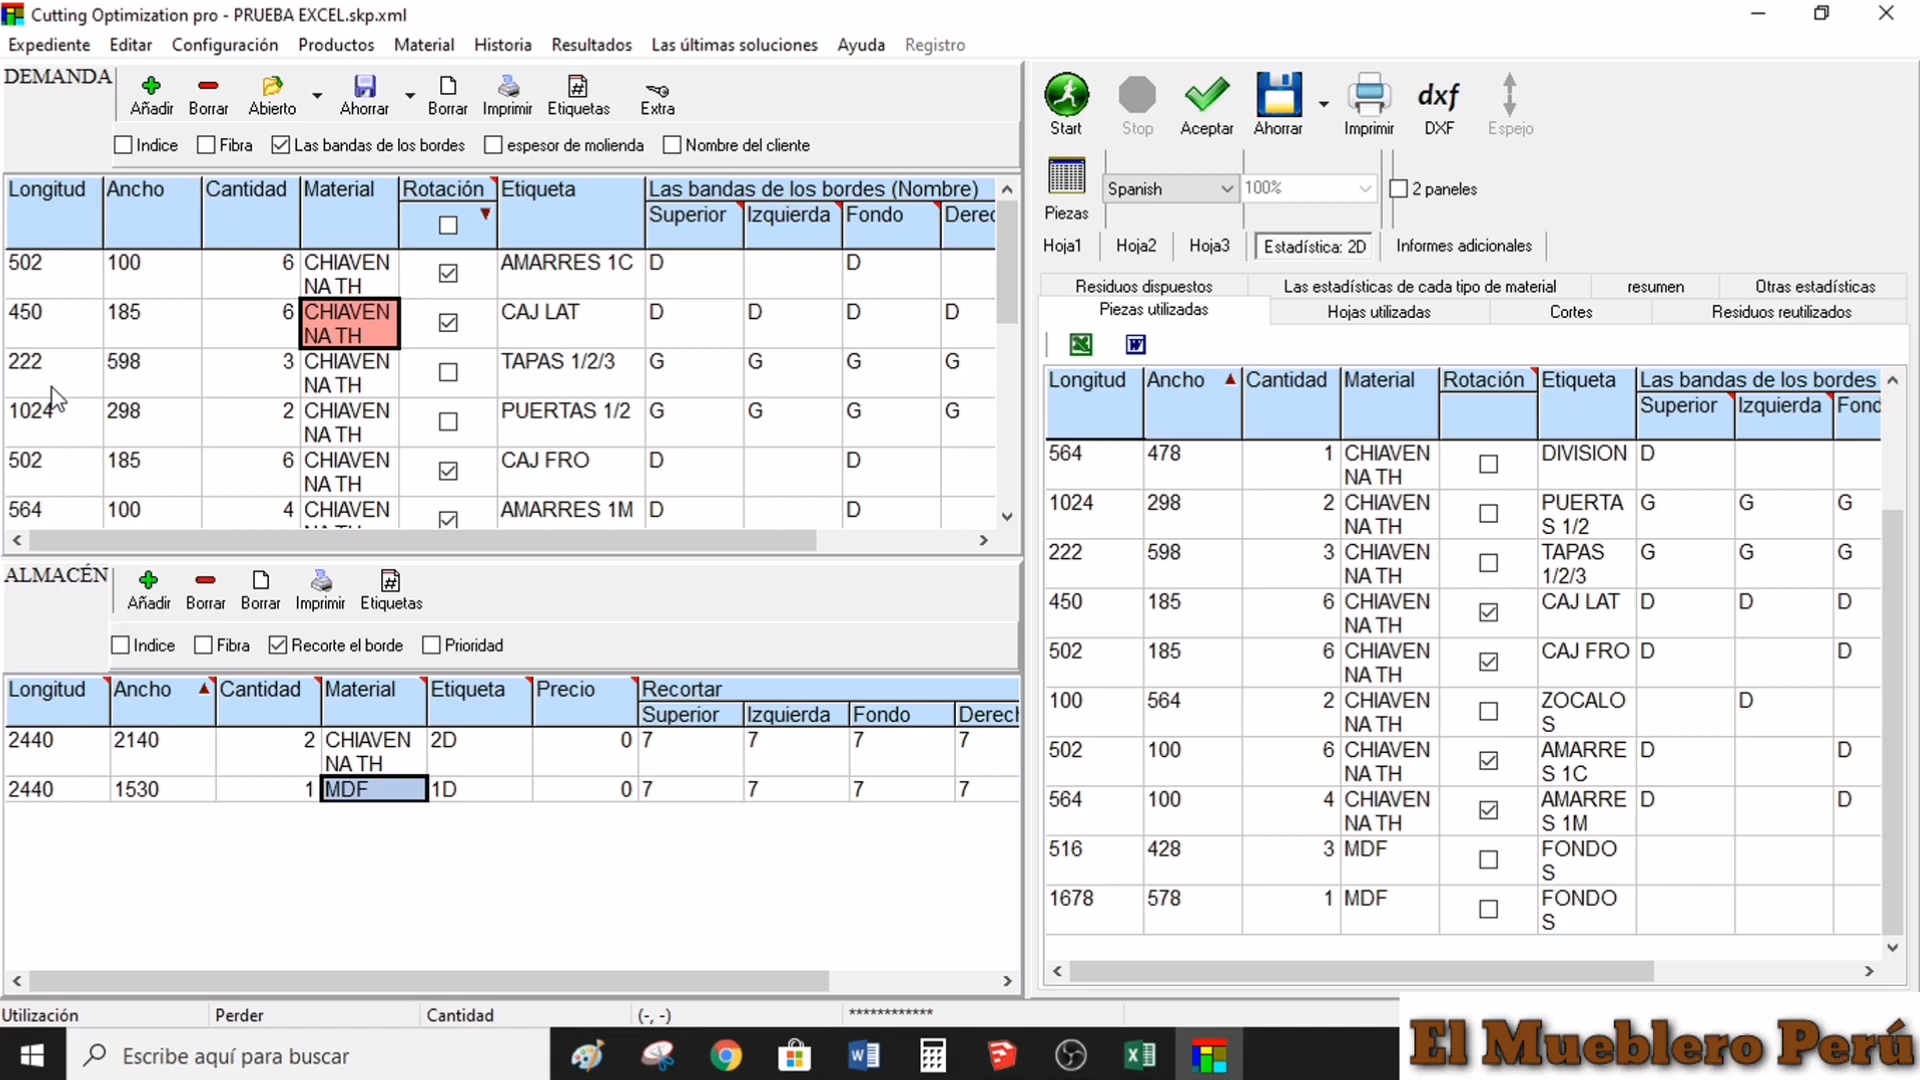 Cutting Optimization pro - PRUEBA EXCEL.skp.xml
Expediente Editar Configuración Productos Material Historia Resultados Las últimas soluciones Ayuda Registro
DEMANDA
Añadir Borrar Abierto Ahorrar Borrar Imprimir Etiquetas Extra
Indice Fibra Las bandas de los bordes espesor de molienda Nombre del cliente
Longitud Ancho Cantidad Material Rotación Etiqueta Las bandas de los bordes (Nombre)
Superior Izquierda Fondo Derec
502 100 6 CHIAVEN AMARRES 1C D D
NA TH
450 185 6 CHIAVEN CAJ LAT D D D D
NA TH
222 598 3 CHIAVEN TAPAS 1/2/3 G G G G
NA TH
1024 298 2 CHIAVEN PUERTAS 1/2 G G G G
NA TH
502 185 6 CHIAVEN CAJ FRO D D
NA TH
564 100 4 CHIAVEN AMARRES 1M D D
ALMACÉN
Añadir Borrar Borrar Imprimir Etiquetas
Indice Fibra Recorte el borde Prioridad
Longitud Ancho Cantidad Material Etiqueta Precio Recortar
Superior Izquierda Fondo Derech
2440 2140 2 CHIAVEN 2D 0 7 7 7 7
NA TH
2440 1530 1 MDF 1D 0 7 7 7 7
Utilización Perder Cantidad (-, -) ************
Start Stop Aceptar Ahorrar Imprimir dxf DXF Espejo
Piezas Spanish 100% 2 paneles
Hoja1 Hoja2 Hoja3 Estadística: 2D Informes adicionales
Residuos dispuestos Las estadísticas de cada tipo de material resumen Otras estadísticas
Piezas utilizadas Hojas utilizadas Cortes Residuos reutilizados
Longitud Ancho Cantidad Material Rotación Etiqueta Las bandas de los bordes
Superior Izquierda Fond
564 478 1 CHIAVEN DIVISION D
NA TH
1024 298 2 CHIAVEN PUERTA G G G
NA TH S 1/2
222 598 3 CHIAVEN TAPAS G G G
NA TH 1/2/3
450 185 6 CHIAVEN CAJ LAT D D D
NA TH
502 185 6 CHIAVEN CAJ FRO D D
NA TH
100 564 2 CHIAVEN ZOCALO D
NA TH S
502 100 6 CHIAVEN AMARRE D D
NA TH S 1C
564 100 4 CHIAVEN AMARRE D D
NA TH S 1M
516 428 3 MDF FONDO
S
1678 578 1 MDF FONDO
S
Escribe aquí para buscar
El Mueblero Perú